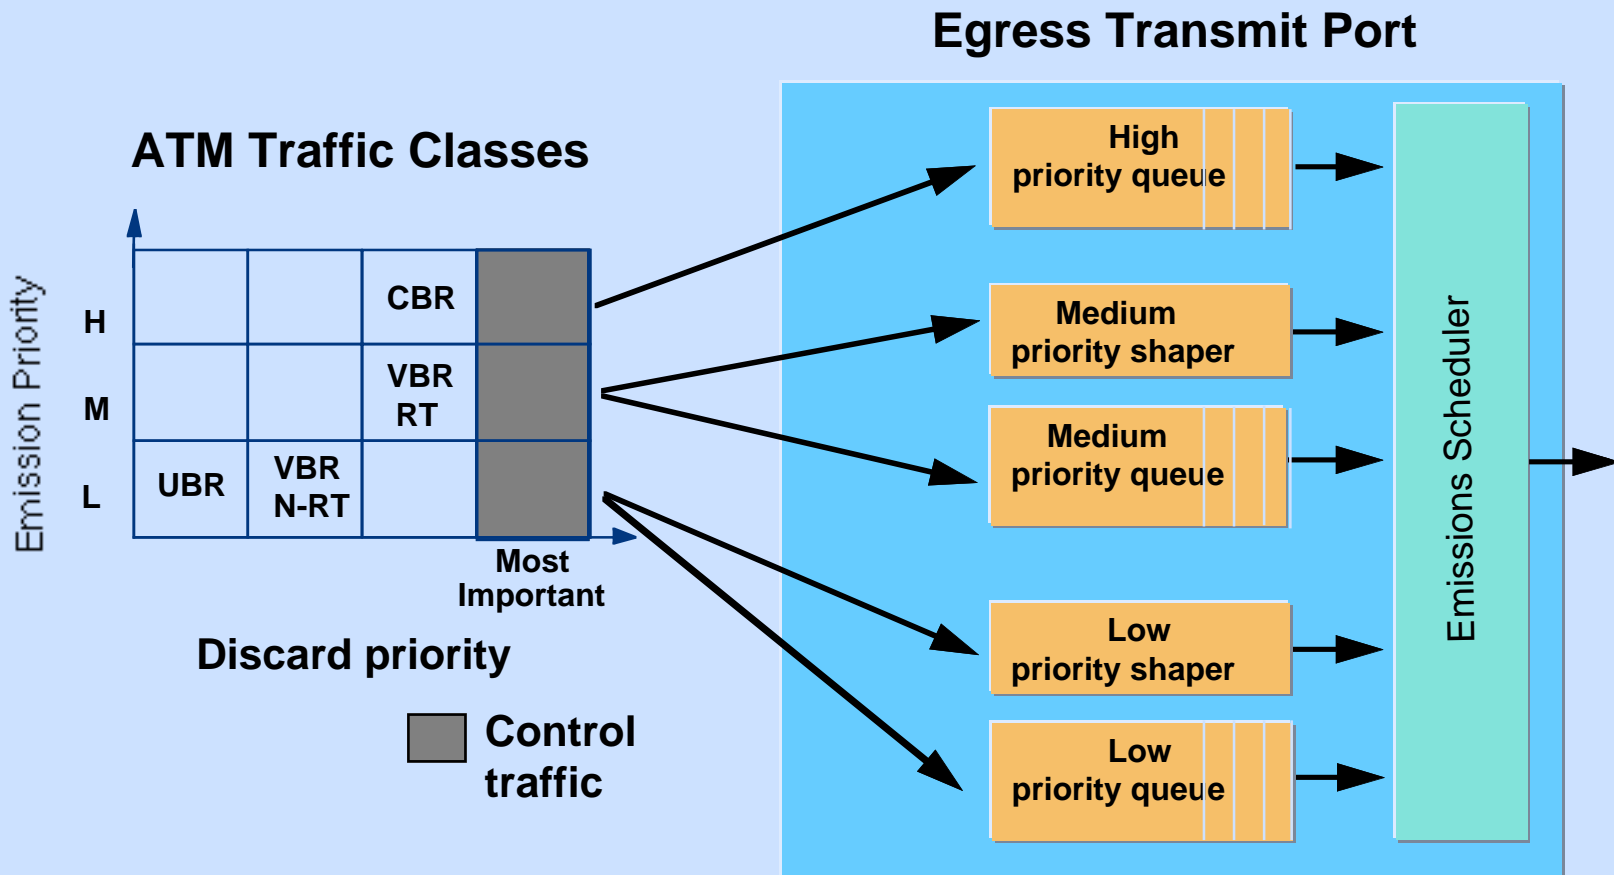 Egress Transmit Port
ATM Traffic Classes
Emission Priority
H
M
L
CBR
VBR
RT
UBR
VBR
N-RT
Most
Important
Discard priority
Control
traffic
High
priority queue
Medium
priority shaper
Medium
priority queue
Low
priority shaper
Low
priority queue
Emissions Scheduler